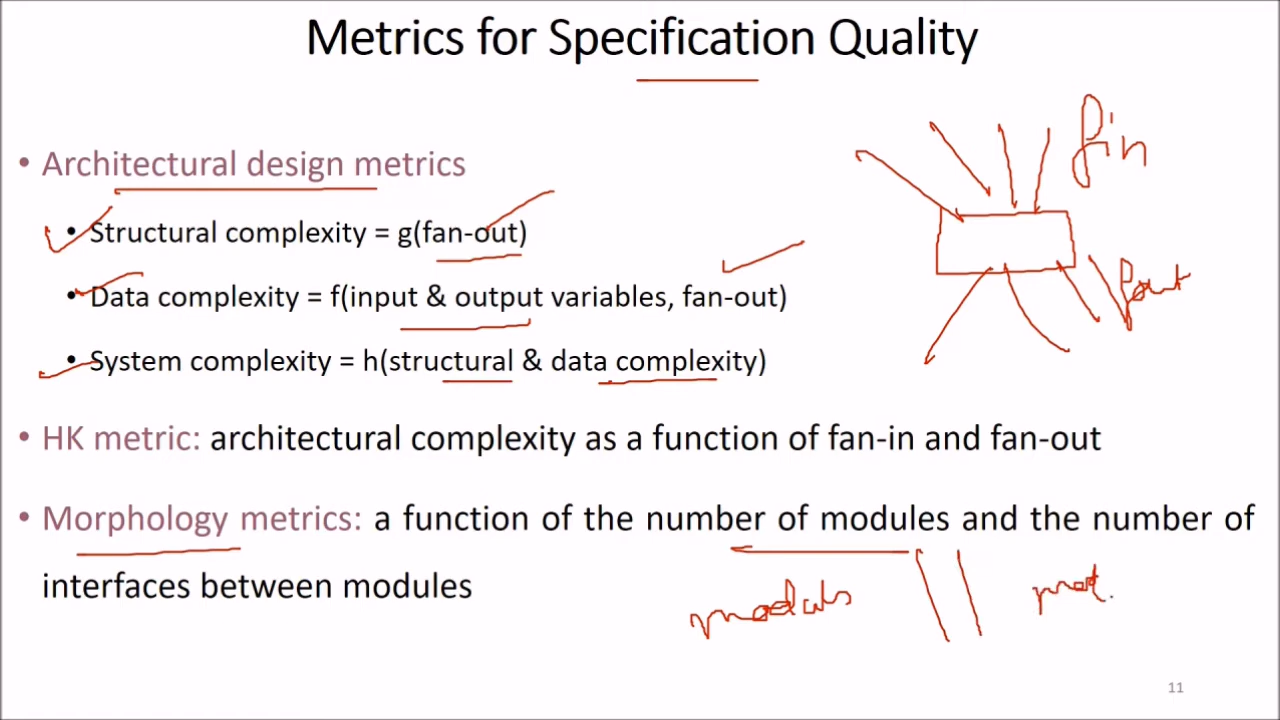 Metrics for Specification Quality
• Architectural design metrics
• Structural complexity = g(fan-out)
• Data complexity = f(input & output variables, fan-out)
• System complexity = h(structural & data complexity)
• HK metric: architectural complexity as a function of fan-in and fan-out
• Morphology metrics: a function of the number of modules and the number of
interfaces between modules
fin
fout
11